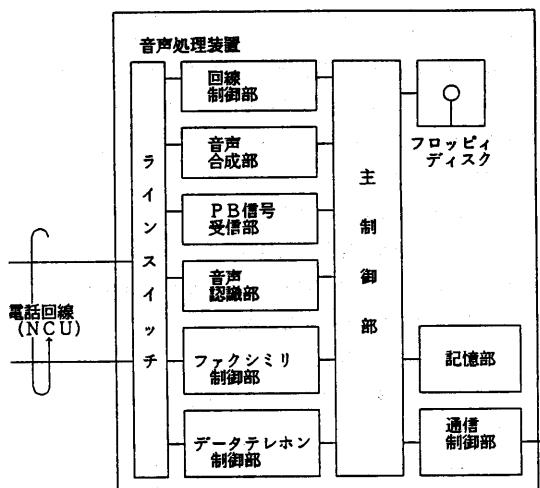 音声処理装置
回線
制御部
音声
合成部
PB信号
受信部
音声
認識部
ファクシミリ
制御部
データテレホン
制御部
ラインスイッチ
主制御部
フロッピィ
ディスク
記憶部
通信
制御部
電話回線
(NCU)